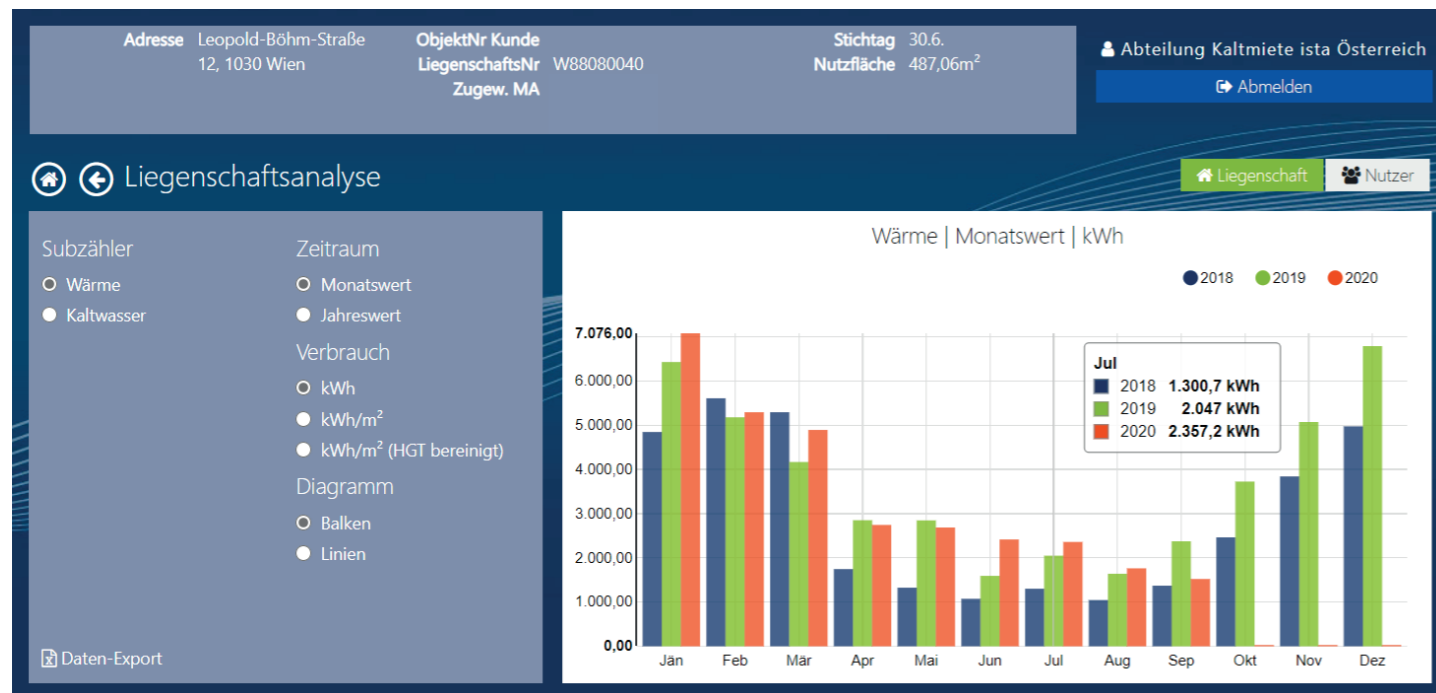 Adresse Leopold-Böhm-Straße
12, 1030 Wien
ObjektNr Kunde
LiegenschaftsNr W88080040
Zugew. MA
Stichtag 30.6.
Nutzfläche 487,06m²
Abteilung Kaltmiete ista Österreich
Abmelden
Liegenschaftsanalyse
Liegenschaft
Nutzer
Subzähler
Wärme
Kaltwasser
Zeitraum
Monatswert
Jahreswert
Verbrauch
kWh
kWh/m²
kWh/m² (HGT bereinigt)
Diagramm
Balken
Linien
Daten-Export
Wärme | Monatswert | kWh
2018 2019 2020
7.076,00
6.000,00
5.000,00
4.000,00
3.000,00
2.000,00
1.000,00
0,00
Jul
2018 1.300,7 kWh
2019 2.047 kWh
2020 2.357,2 kWh
Jän Feb Mär Apr Mai Jun Jul Aug Sep Okt Nov Dez